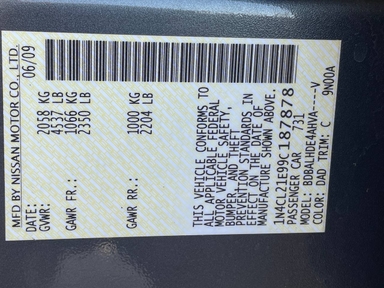 MFD BY NISSAN MOTOR CO., LTD.
DATE: 06/09
GVWR: 2058 KG
4537 LB
GAWR FR.: 1066 KG
2350 LB
GAWR RR.: 1000 KG
2204 LB
THIS VEHICLE CONFORMS TO
ALL APPLICABLE FEDERAL
MOTOR VEHICLE SAFETY,
BUMPER, AND THEFT
PREVENTION STANDARDS IN
EFFECT ON THE DATE OF
MANUFACTURE SHOWN ABOVE.
1N4CL21E99C187878
PASSENGER CAR 731
MODEL: BDBALHDE4AHVA----V
COLOR: DAD TRIM: C 9N00A